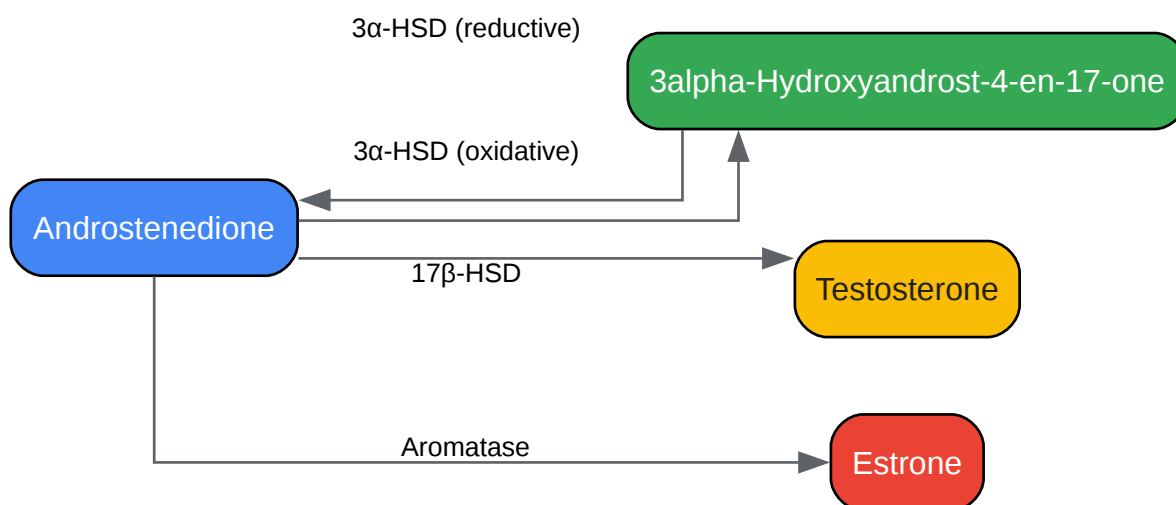 3α-HSD (reductive)
3alpha-Hydroxyandrost-4-en-17-one
3α-HSD (oxidative)
Androstenedione
17β-HSD
Testosterone
Aromatase
Estrone